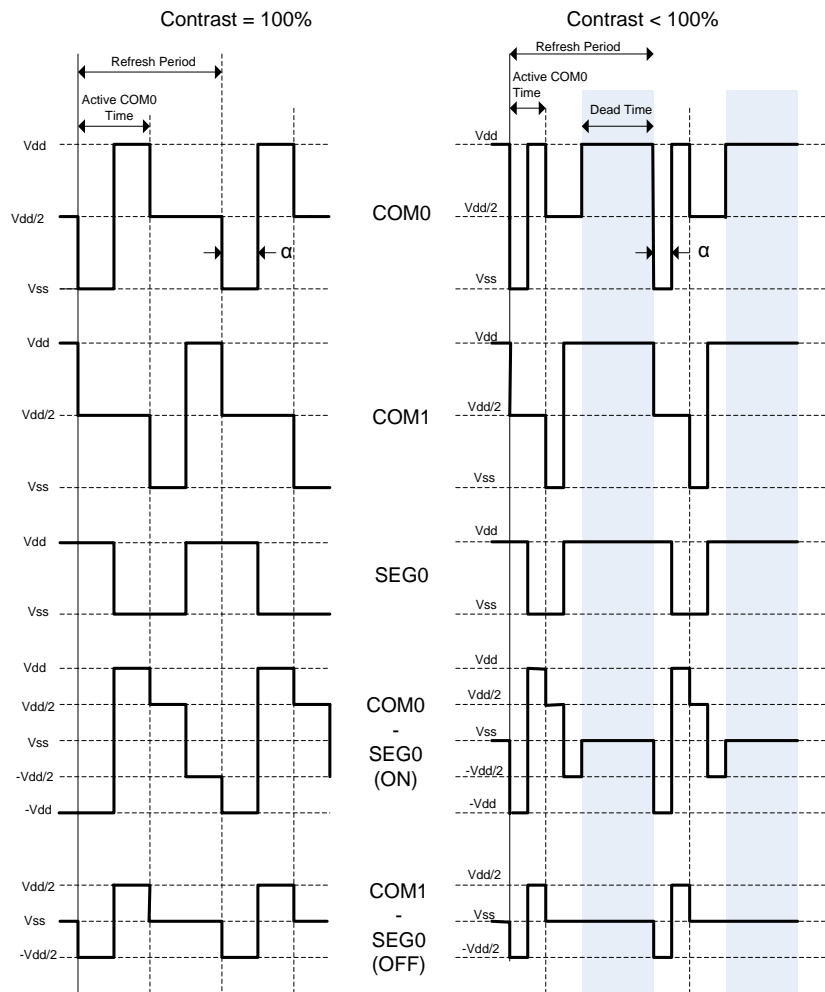 Contrast = 100%
Contrast < 100%
Refresh Period
Refresh Period
Active COM0
Time
Active COM0
Time
Dead Time
Vdd
Vdd/2
Vss
α
COM0
Vdd
Vdd/2
Vss
α
Vdd
Vdd/2
Vss
COM1
Vdd
Vdd/2
Vss
Vdd
Vss
SEG0
Vdd
Vss
Vdd
Vdd/2
Vss
-Vdd/2
-Vdd
COM0
-
SEG0
(ON)
Vdd
Vdd/2
Vss
-Vdd/2
-Vdd
Vdd/2
Vss
-Vdd/2
COM1
-
SEG0
(OFF)
Vdd/2
Vss
-Vdd/2